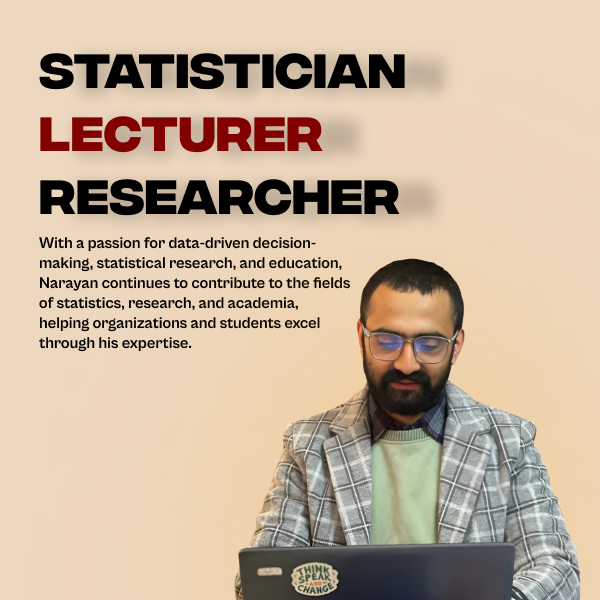 STATISTICIAN
LECTURER
RESEARCHER
With a passion for data-driven decision-
making, statistical research, and education,
Narayan continues to contribute to the fields
of statistics, research, and academia,
helping organizations and students excel
through his expertise.
THINK
SPEAK
CHANGE